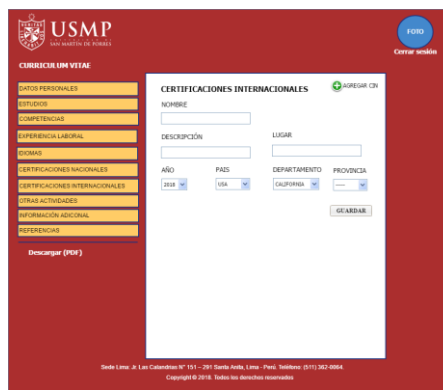 USMP
UNIVERSIDAD DE
SAN MARTÍN DE PORRES
FOTO
Cerrar sesión
CURRICULUM VITAE
DATOS PERSONALES
ESTUDIOS
COMPETENCIAS
EXPERIENCIA LABORAL
IDIOMAS
CERTIFICACIONES NACIONALES
CERTIFICACIONES INTERNACIONALES
OTRAS ACTIVIDADES
INFORMACIÓN ADICONAL
REFERENCIAS
Descargar (PDF)
CERTIFICACIONES INTERNACIONALES
AGREGAR CIN
NOMBRE
DESCRIPCIÓN LUGAR
AÑO PAIS DEPARTAMENTO PROVINCIA
2018 USA CALIFORNIA -----
GUARDAR
Sede Lima: Jr. Las Calandrias N° 151 – 291 Santa Anita, Lima - Perú. Teléfono: (511) 362-0064.
Copyright © 2018. Todos los derechos reservados